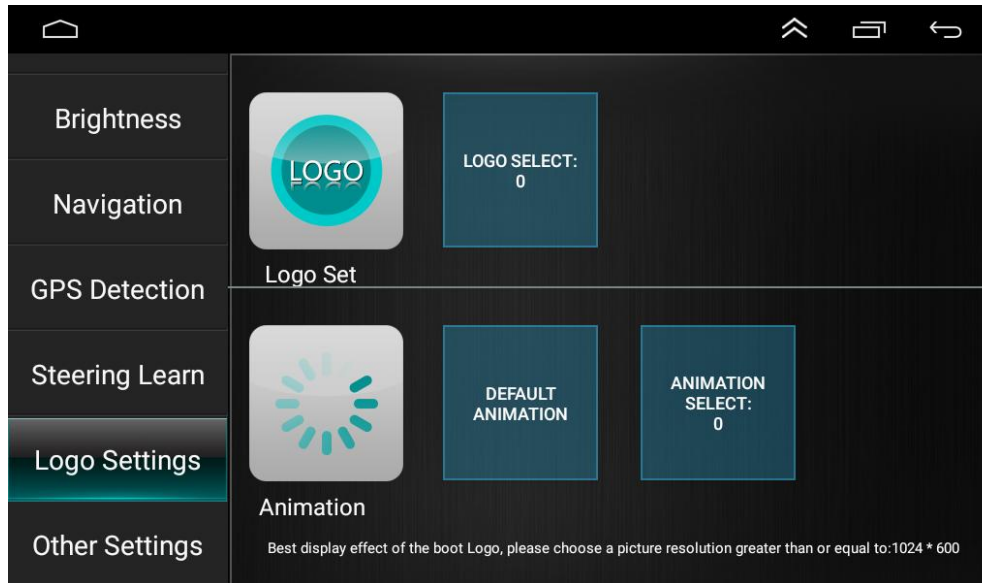 Brightness
Navigation
GPS Detection
Steering Learn
Logo Settings
Other Settings
LOGO
LOGO SELECT:
0
Logo Set
DEFAULT
ANIMATION
ANIMATION
SELECT:
0
Animation
Best display effect of the boot Logo, please choose a picture resolution greater than or equal to:1024 * 600